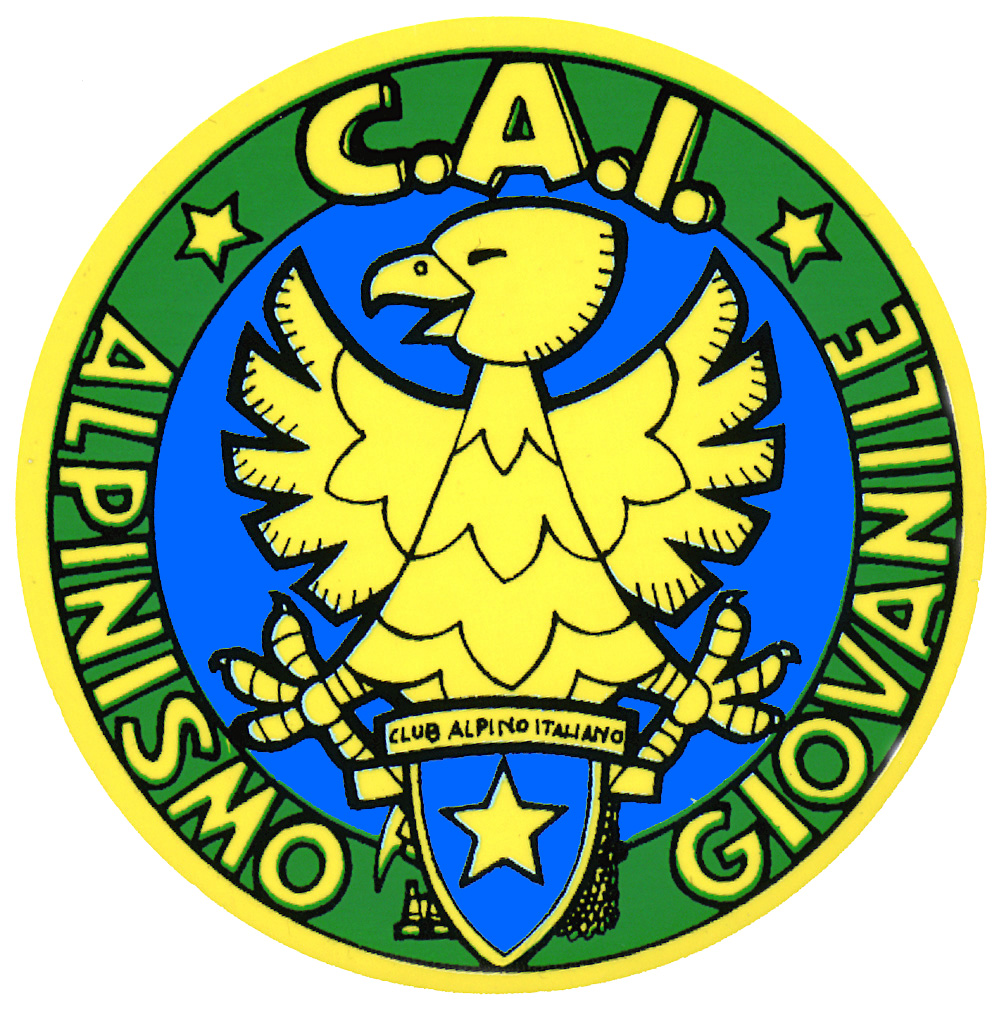 C.A.I.
ALPINISMO
GIOVANILE
CLUB ALPINO ITALIANO